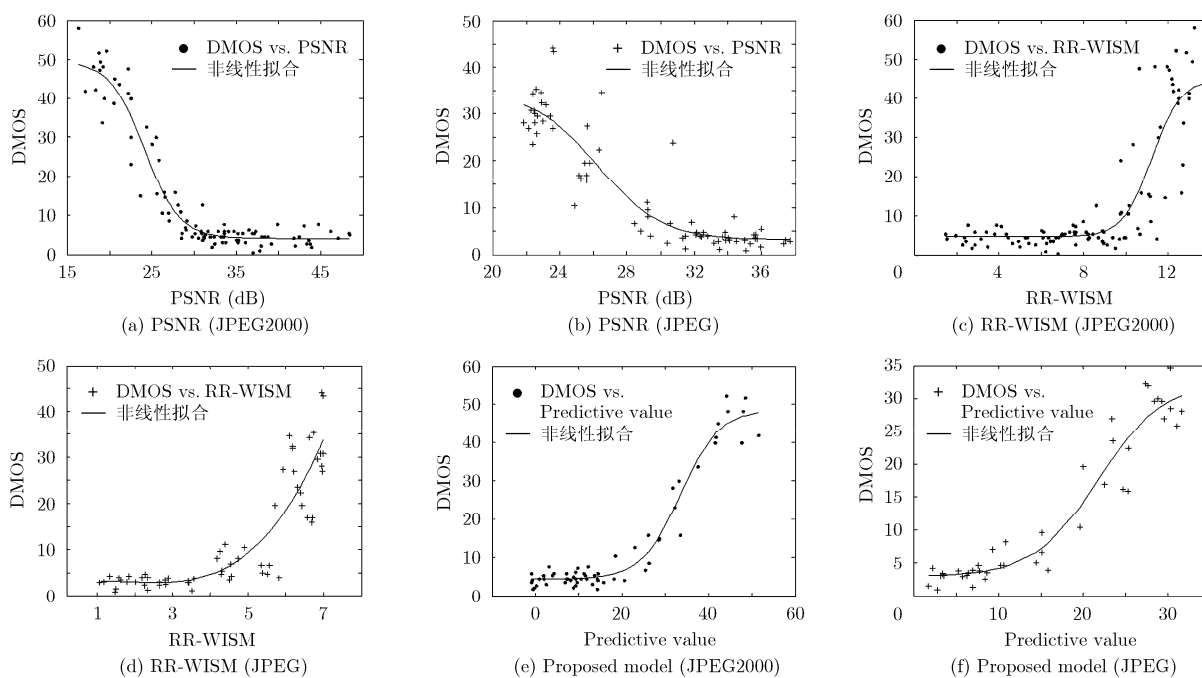 60
50
40
30
20
10
0
DMOS
DMOS vs. PSNR
非线性拟合
15 25 35 45
PSNR (dB)
(a) PSNR (JPEG2000)
50
40
30
20
10
0
DMOS
DMOS vs. PSNR
非线性拟合
20 24 28 32 36
PSNR (dB)
(b) PSNR (JPEG)
60
50
40
30
20
10
0
DMOS
DMOS vs. RR-WISM
非线性拟合
4 8 12
RR-WISM
(c) RR-WISM (JPEG2000)
50
40
30
20
10
0
DMOS
DMOS vs. RR-WISM
非线性拟合
1 3 5 7
RR-WISM
(d) RR-WISM (JPEG)
60
50
40
30
20
10
0
DMOS
DMOS vs.
Predictive value
非线性拟合
0 20 40 60
Predictive value
(e) Proposed model (JPEG2000)
35
30
25
20
15
10
5
DMOS
DMOS vs.
Predictive value
非线性拟合
0 10 20 30
Predictive value
(f) Proposed model (JPEG)